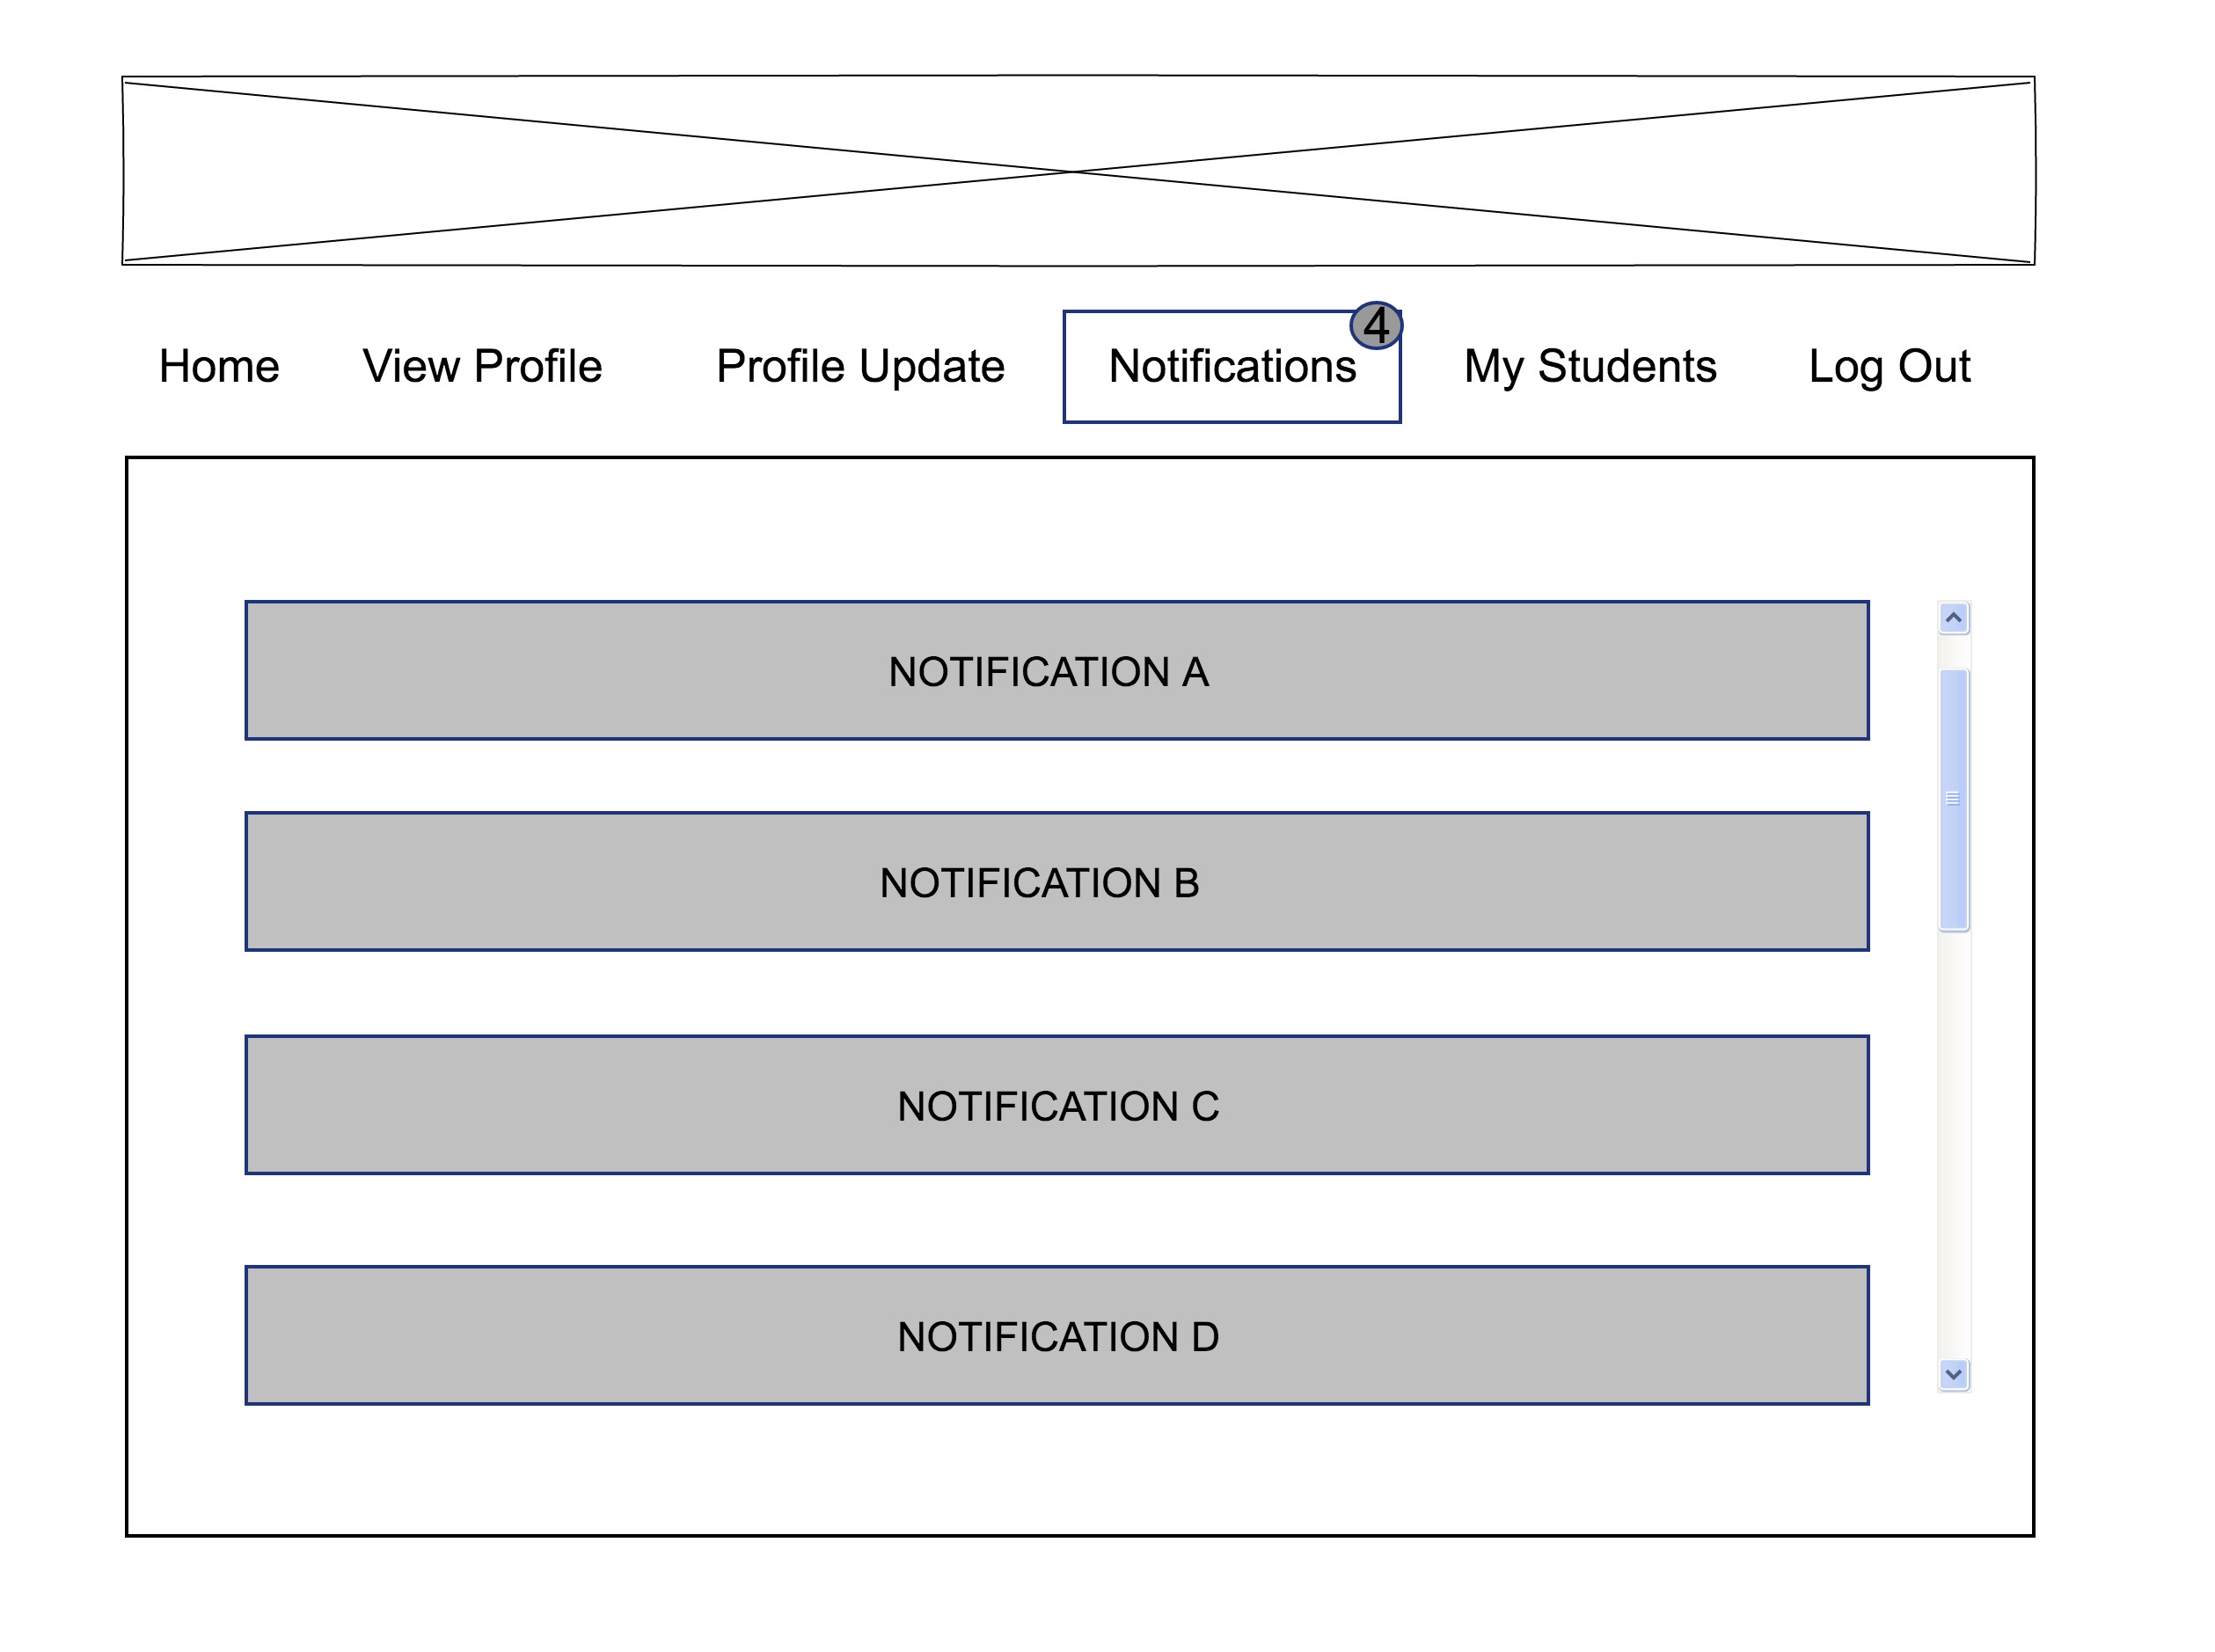 4
Home View Profile Profile Update Notifications My Students Log Out
NOTIFICATION A
NOTIFICATION B
NOTIFICATION C
NOTIFICATION D